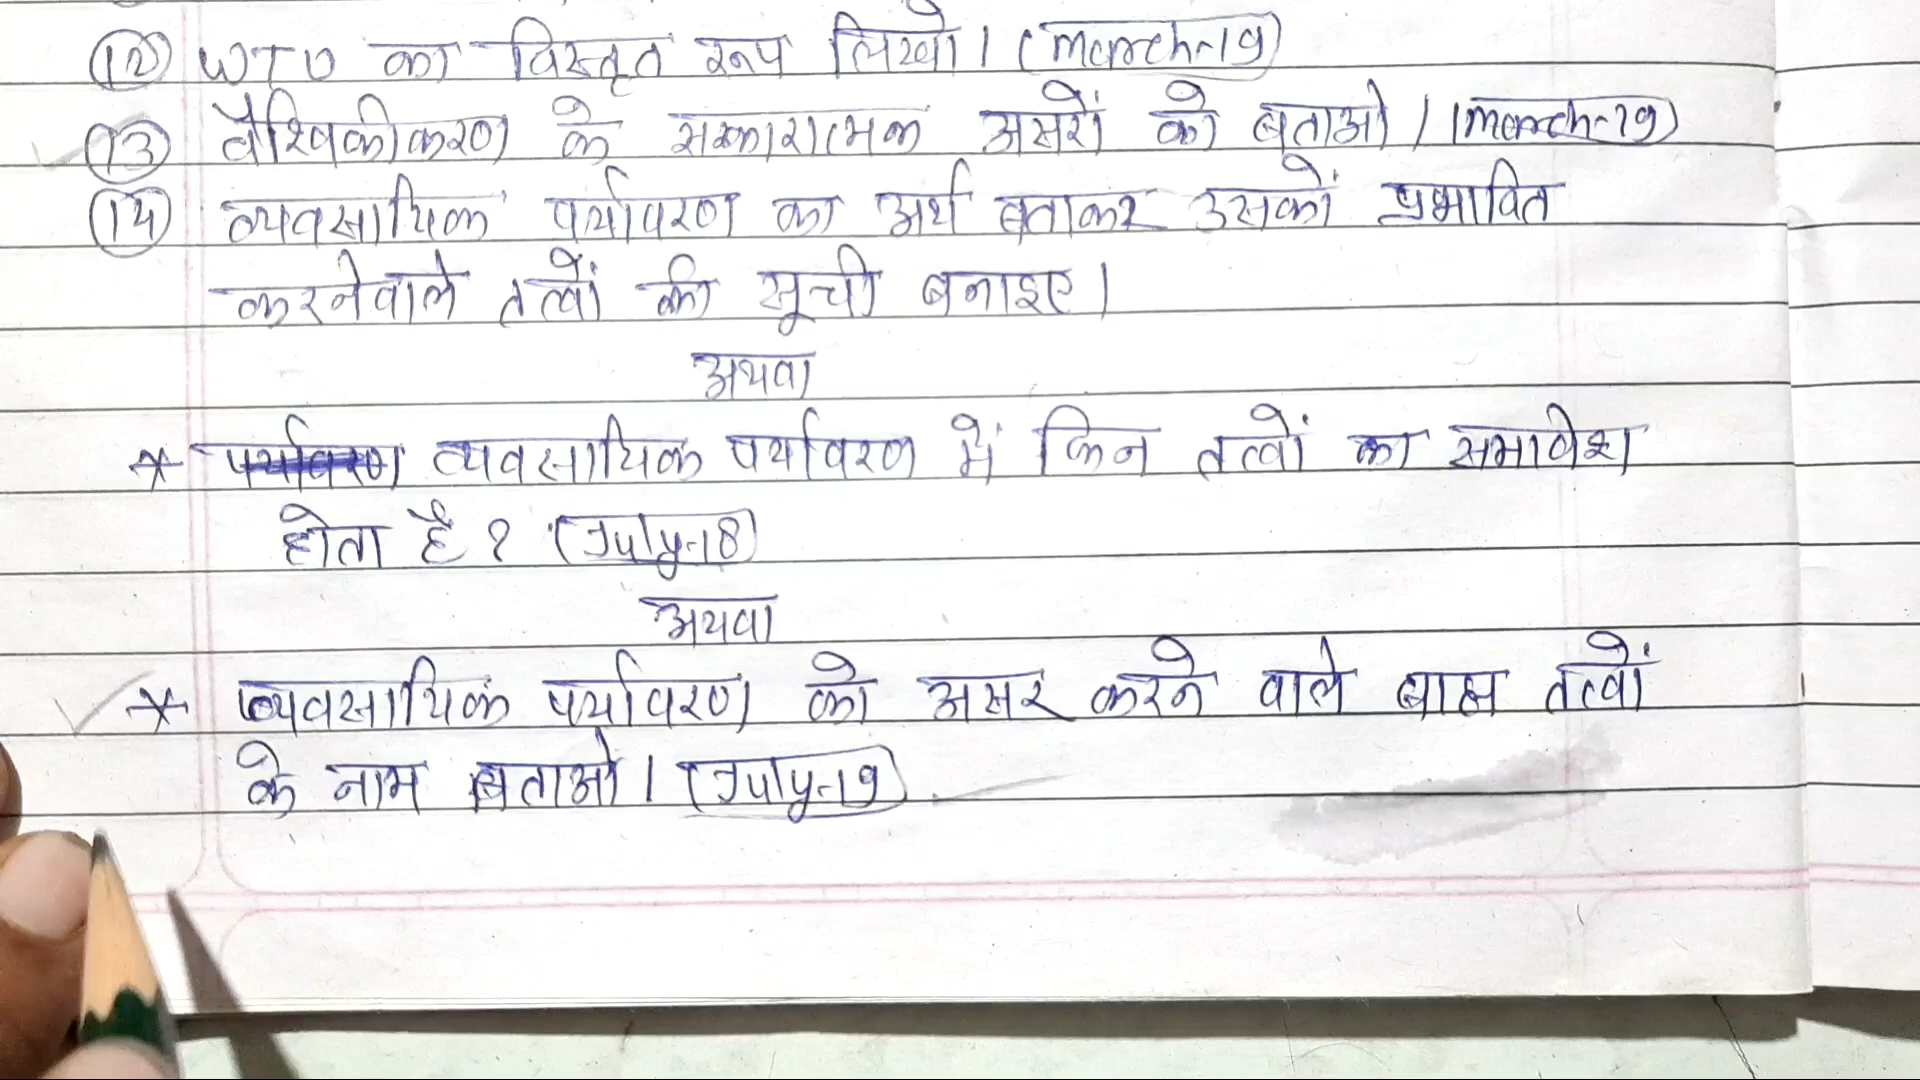 (12) WTO का विस्तृत रूप लिखो। (March-19)
(13) वैश्विकीकरण के सकारात्मक असरों को बताओ। (March-19)
(14) व्यवसायिक पर्यावरण का अर्थ बताकर उसकों प्रभावित
करनेवाले तत्वों की सूची बनाइए।
अथवा
* पर्यावरण व्यवसायिक पर्यावरण में किन तत्वों का समावेश
होता है? (July-18)
अथवा
* व्यवसायिक पर्यावरण को असर करने वाले बाह्य तत्वों
के नाम बताओ। (July-19)